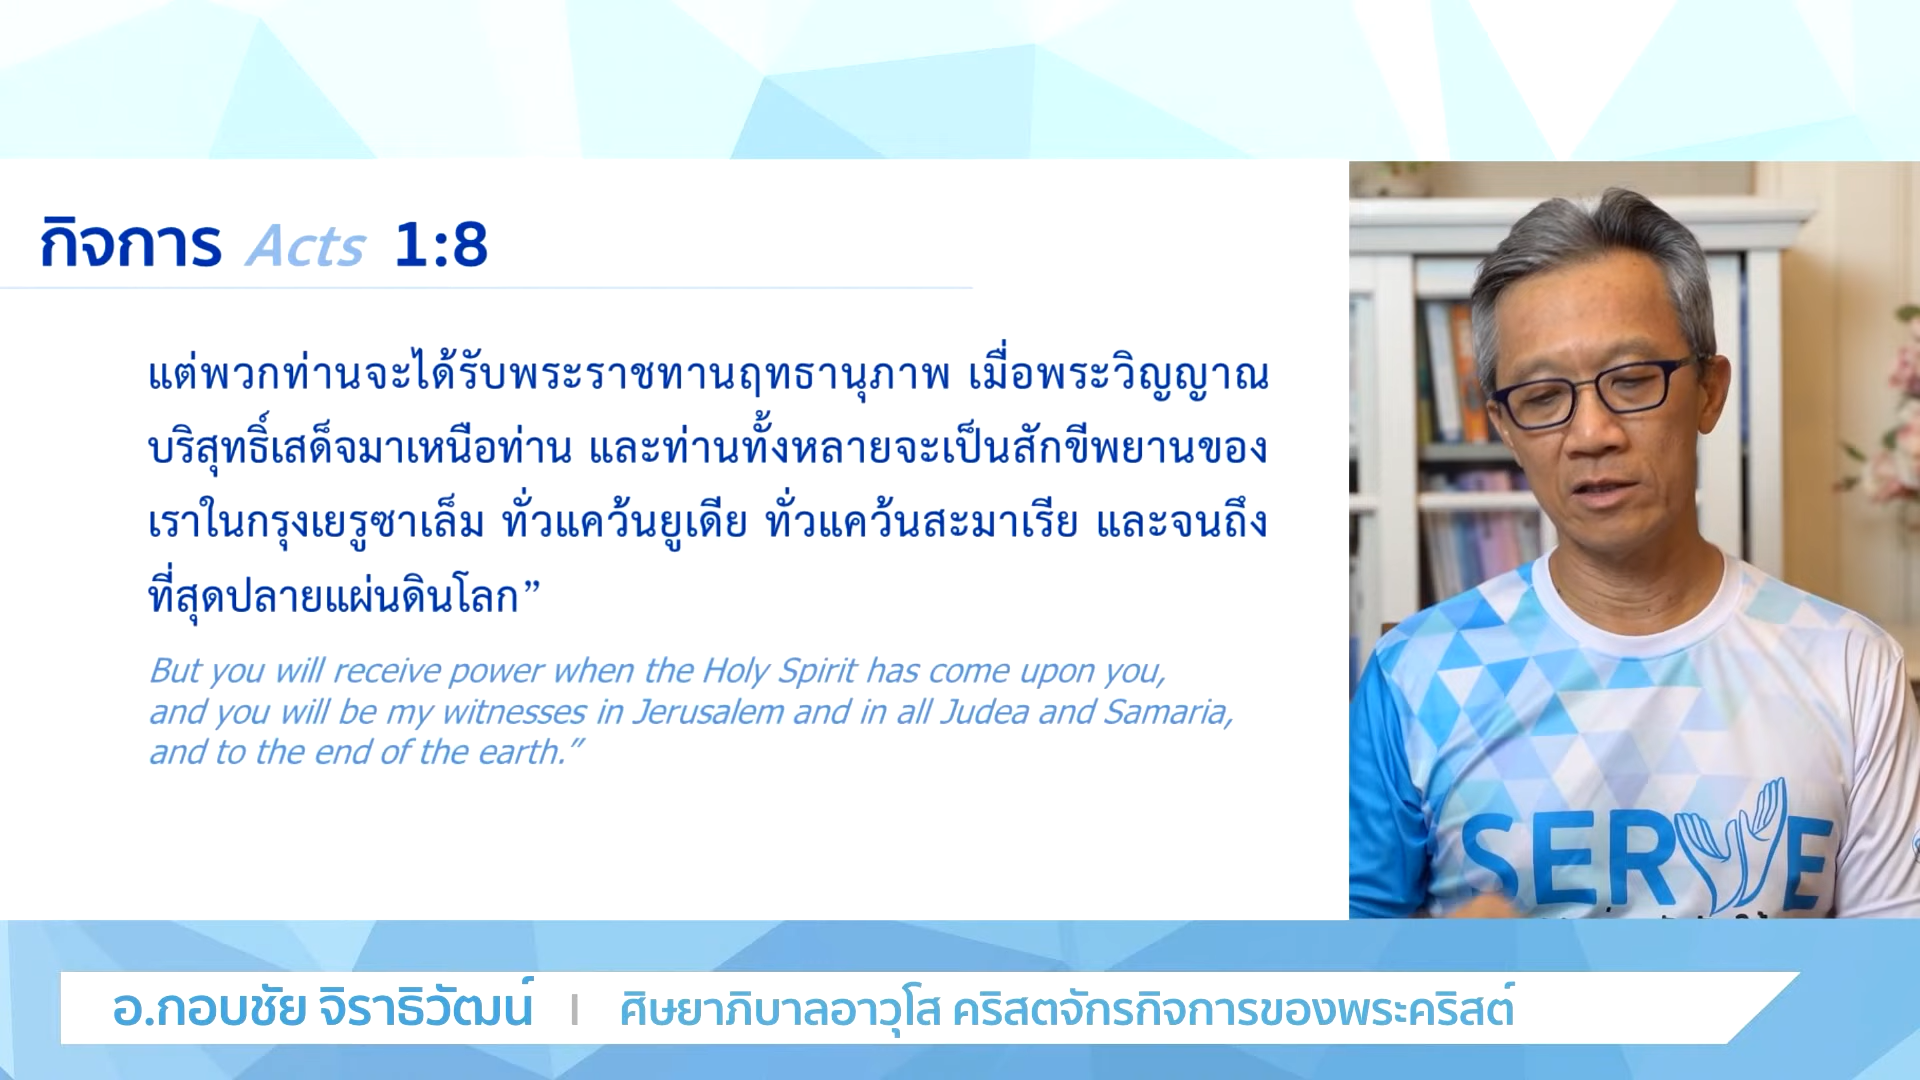 กิจการ Acts 1:8
แต่พวกท่านจะได้รับพระราชทานฤทธานุภาพ เมื่อพระวิญญาณ
บริสุทธิ์เสด็จมาเหนือท่าน และท่านทั้งหลายจะเป็นสักขีพยานของ
เราในกรุงเยรูซาเล็ม ทั่วแคว้นยูเดีย ทั่วแคว้นสะมาเรีย และจนถึง
ที่สุดปลายแผ่นดินโลก”
But you will receive power when the Holy Spirit has come upon you,
and you will be my witnesses in Jerusalem and in all Judea and Samaria,
and to the end of the earth.”
SERVE
อ.กอบชัย จิราธิวัฒน์ | ศิษยาภิบาลอาวุโส คริสตจักรกิจการของพระคริสต์